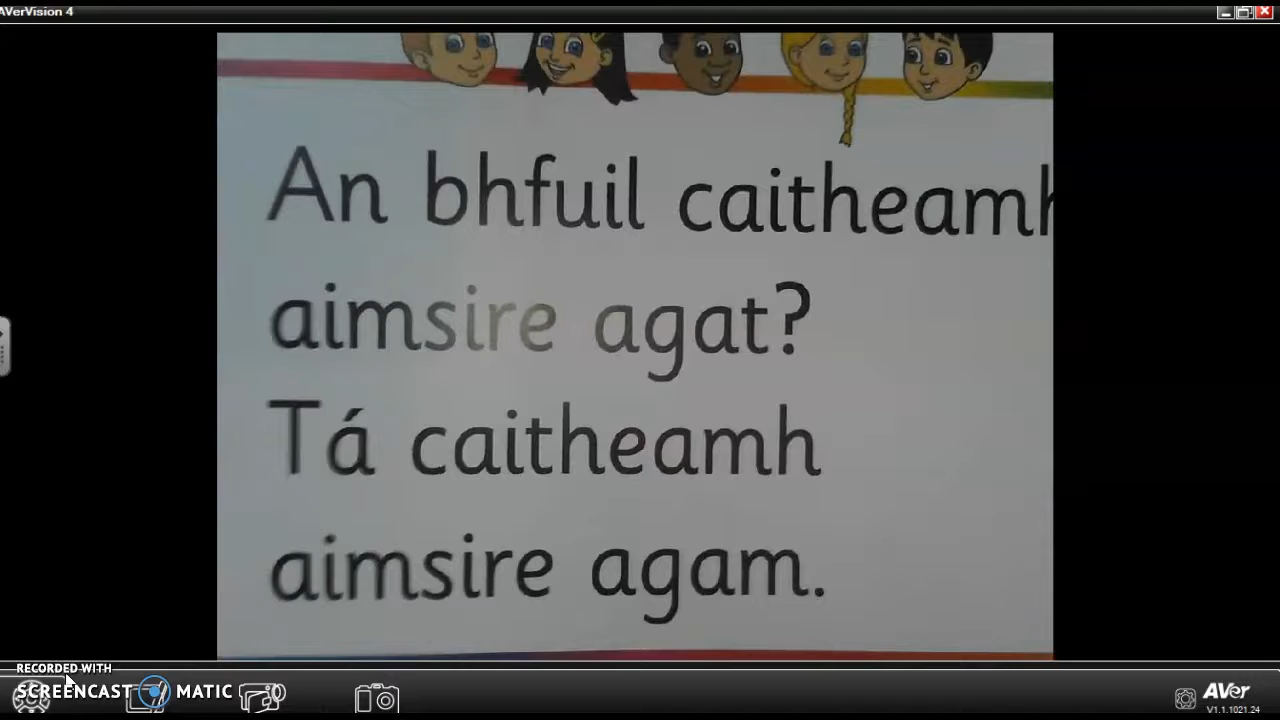 AVerVision 4
An bhfuil caitheamh
aimsire agat?
Tá caitheamh
aimsire agam.
RECORDED WITH
SCREENCAST MATIC
AVer
V1.1.1021.24